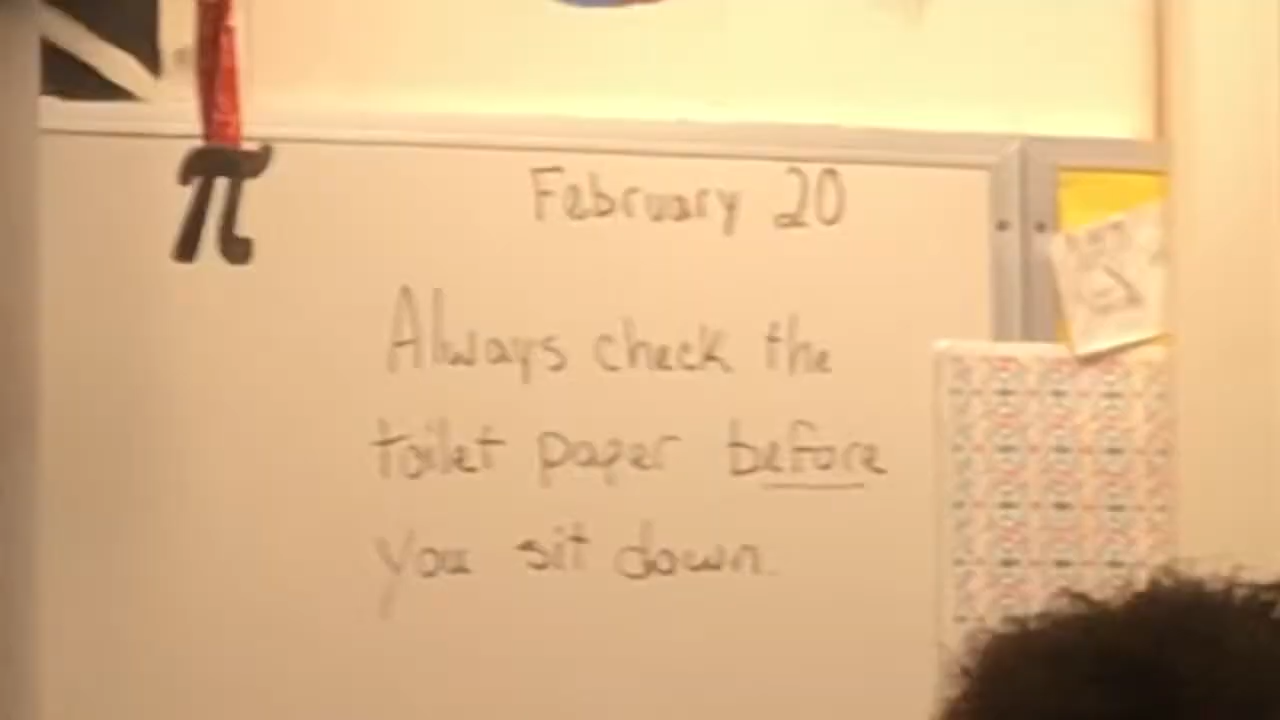 π
February 20
Always check the
toilet paper before
you sit down.